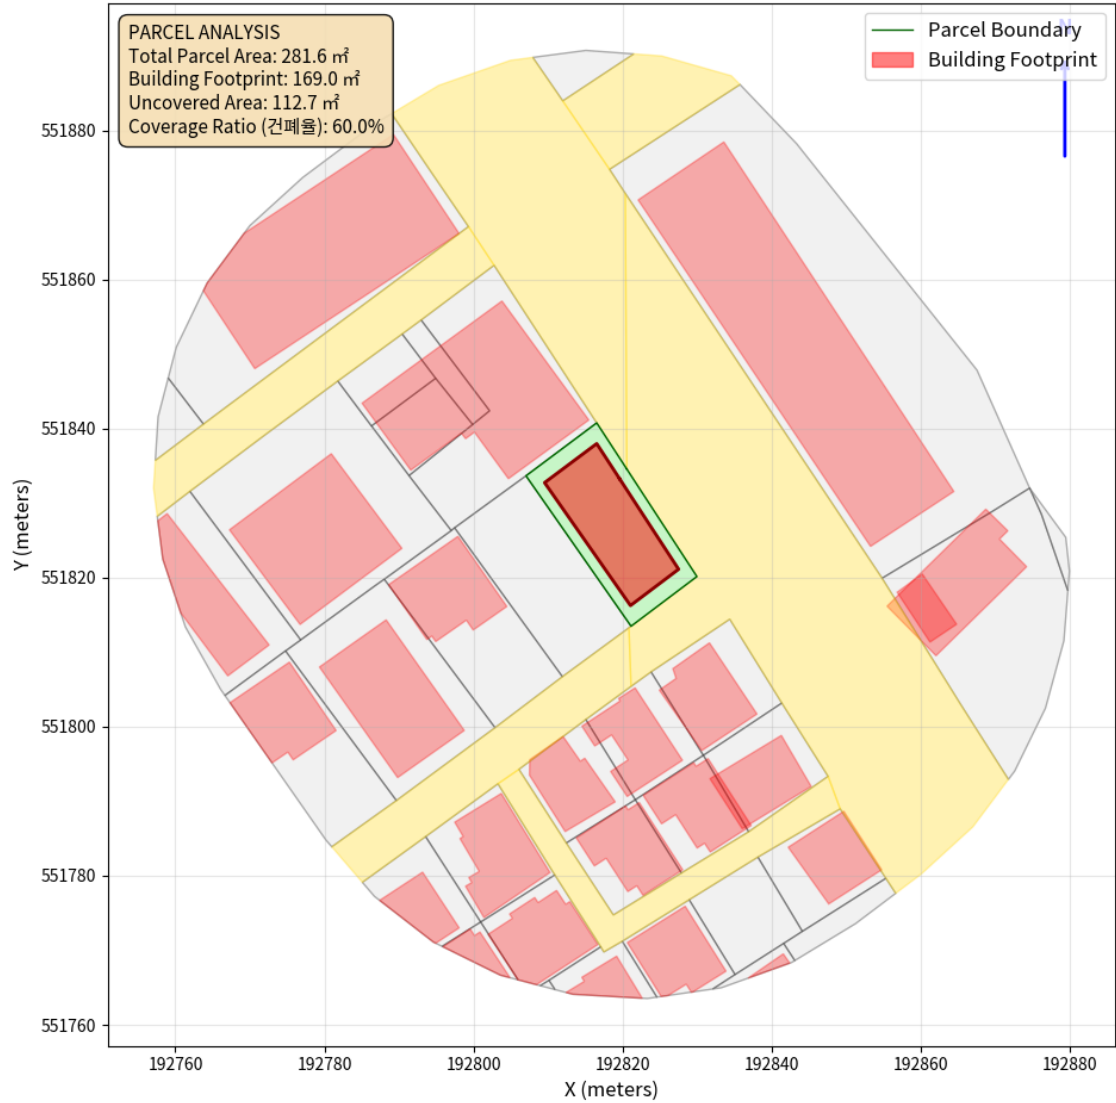 PARCEL ANALYSIS
Total Parcel Area: 281.6 ㎡
Building Footprint: 169.0 ㎡
Uncovered Area: 112.7 ㎡
Coverage Ratio (건폐율): 60.0%
N
Parcel Boundary
Building Footprint
551880
551860
551840
551820
551800
551780
551760
Y (meters)
192760
192780
192800
192820
192840
192860
192880
X (meters)